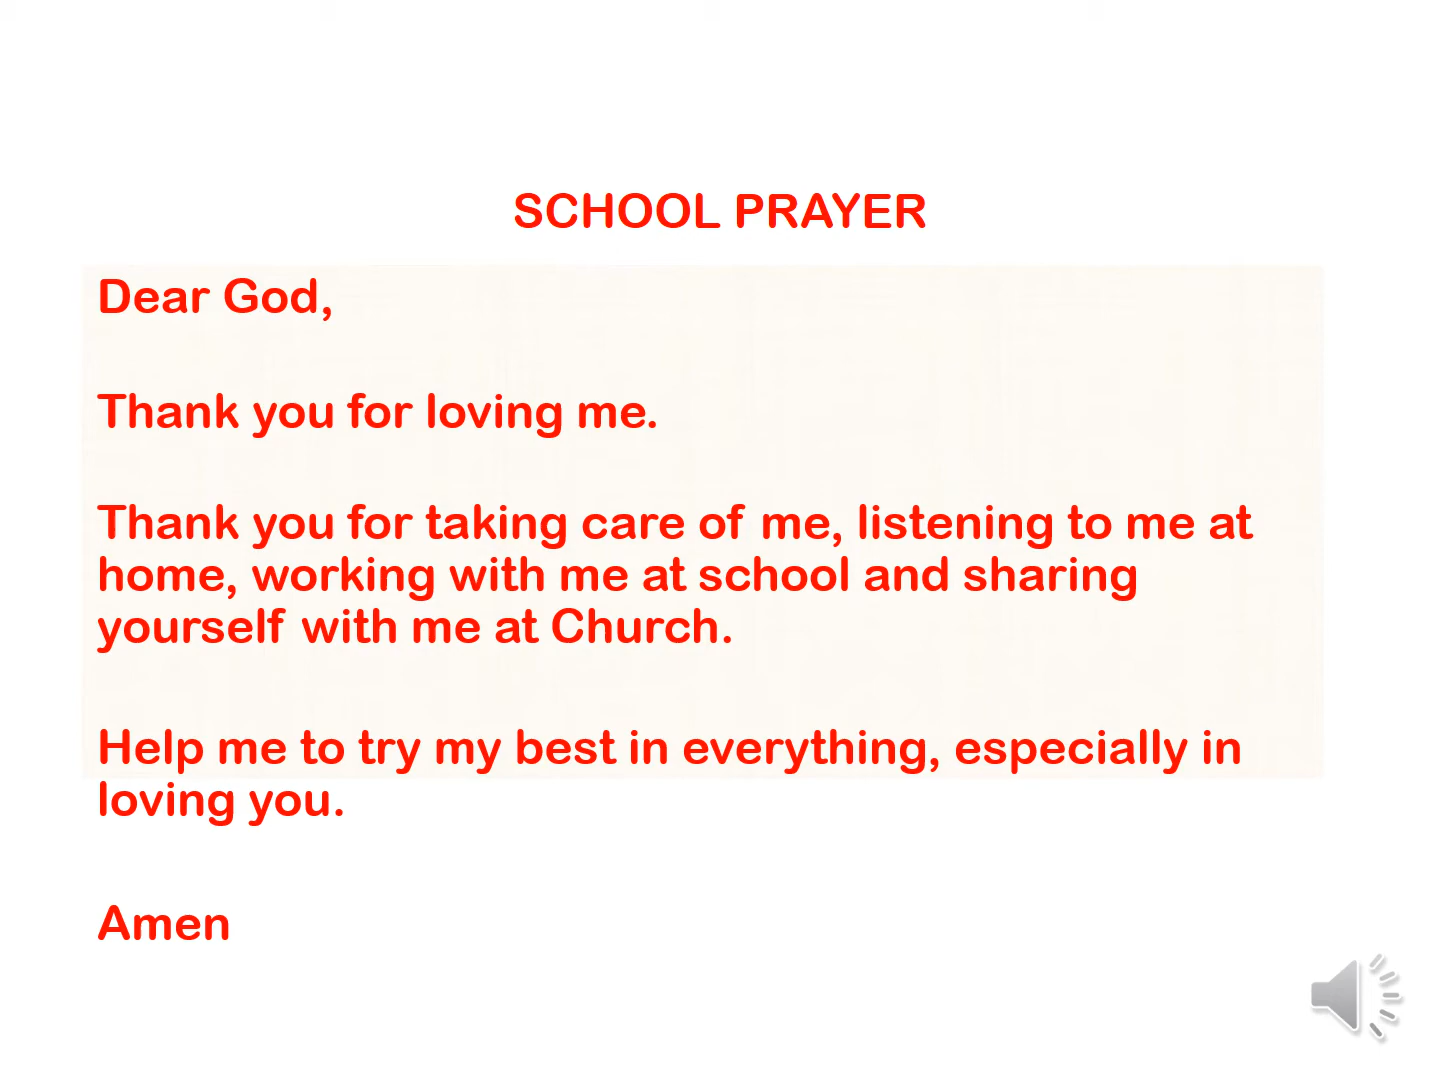 SCHOOL PRAYER
Dear God,
Thank you for loving me.
Thank you for taking care of me, listening to me at
home, working with me at school and sharing
yourself with me at Church.
Help me to try my best in everything, especially in
loving you.
Amen